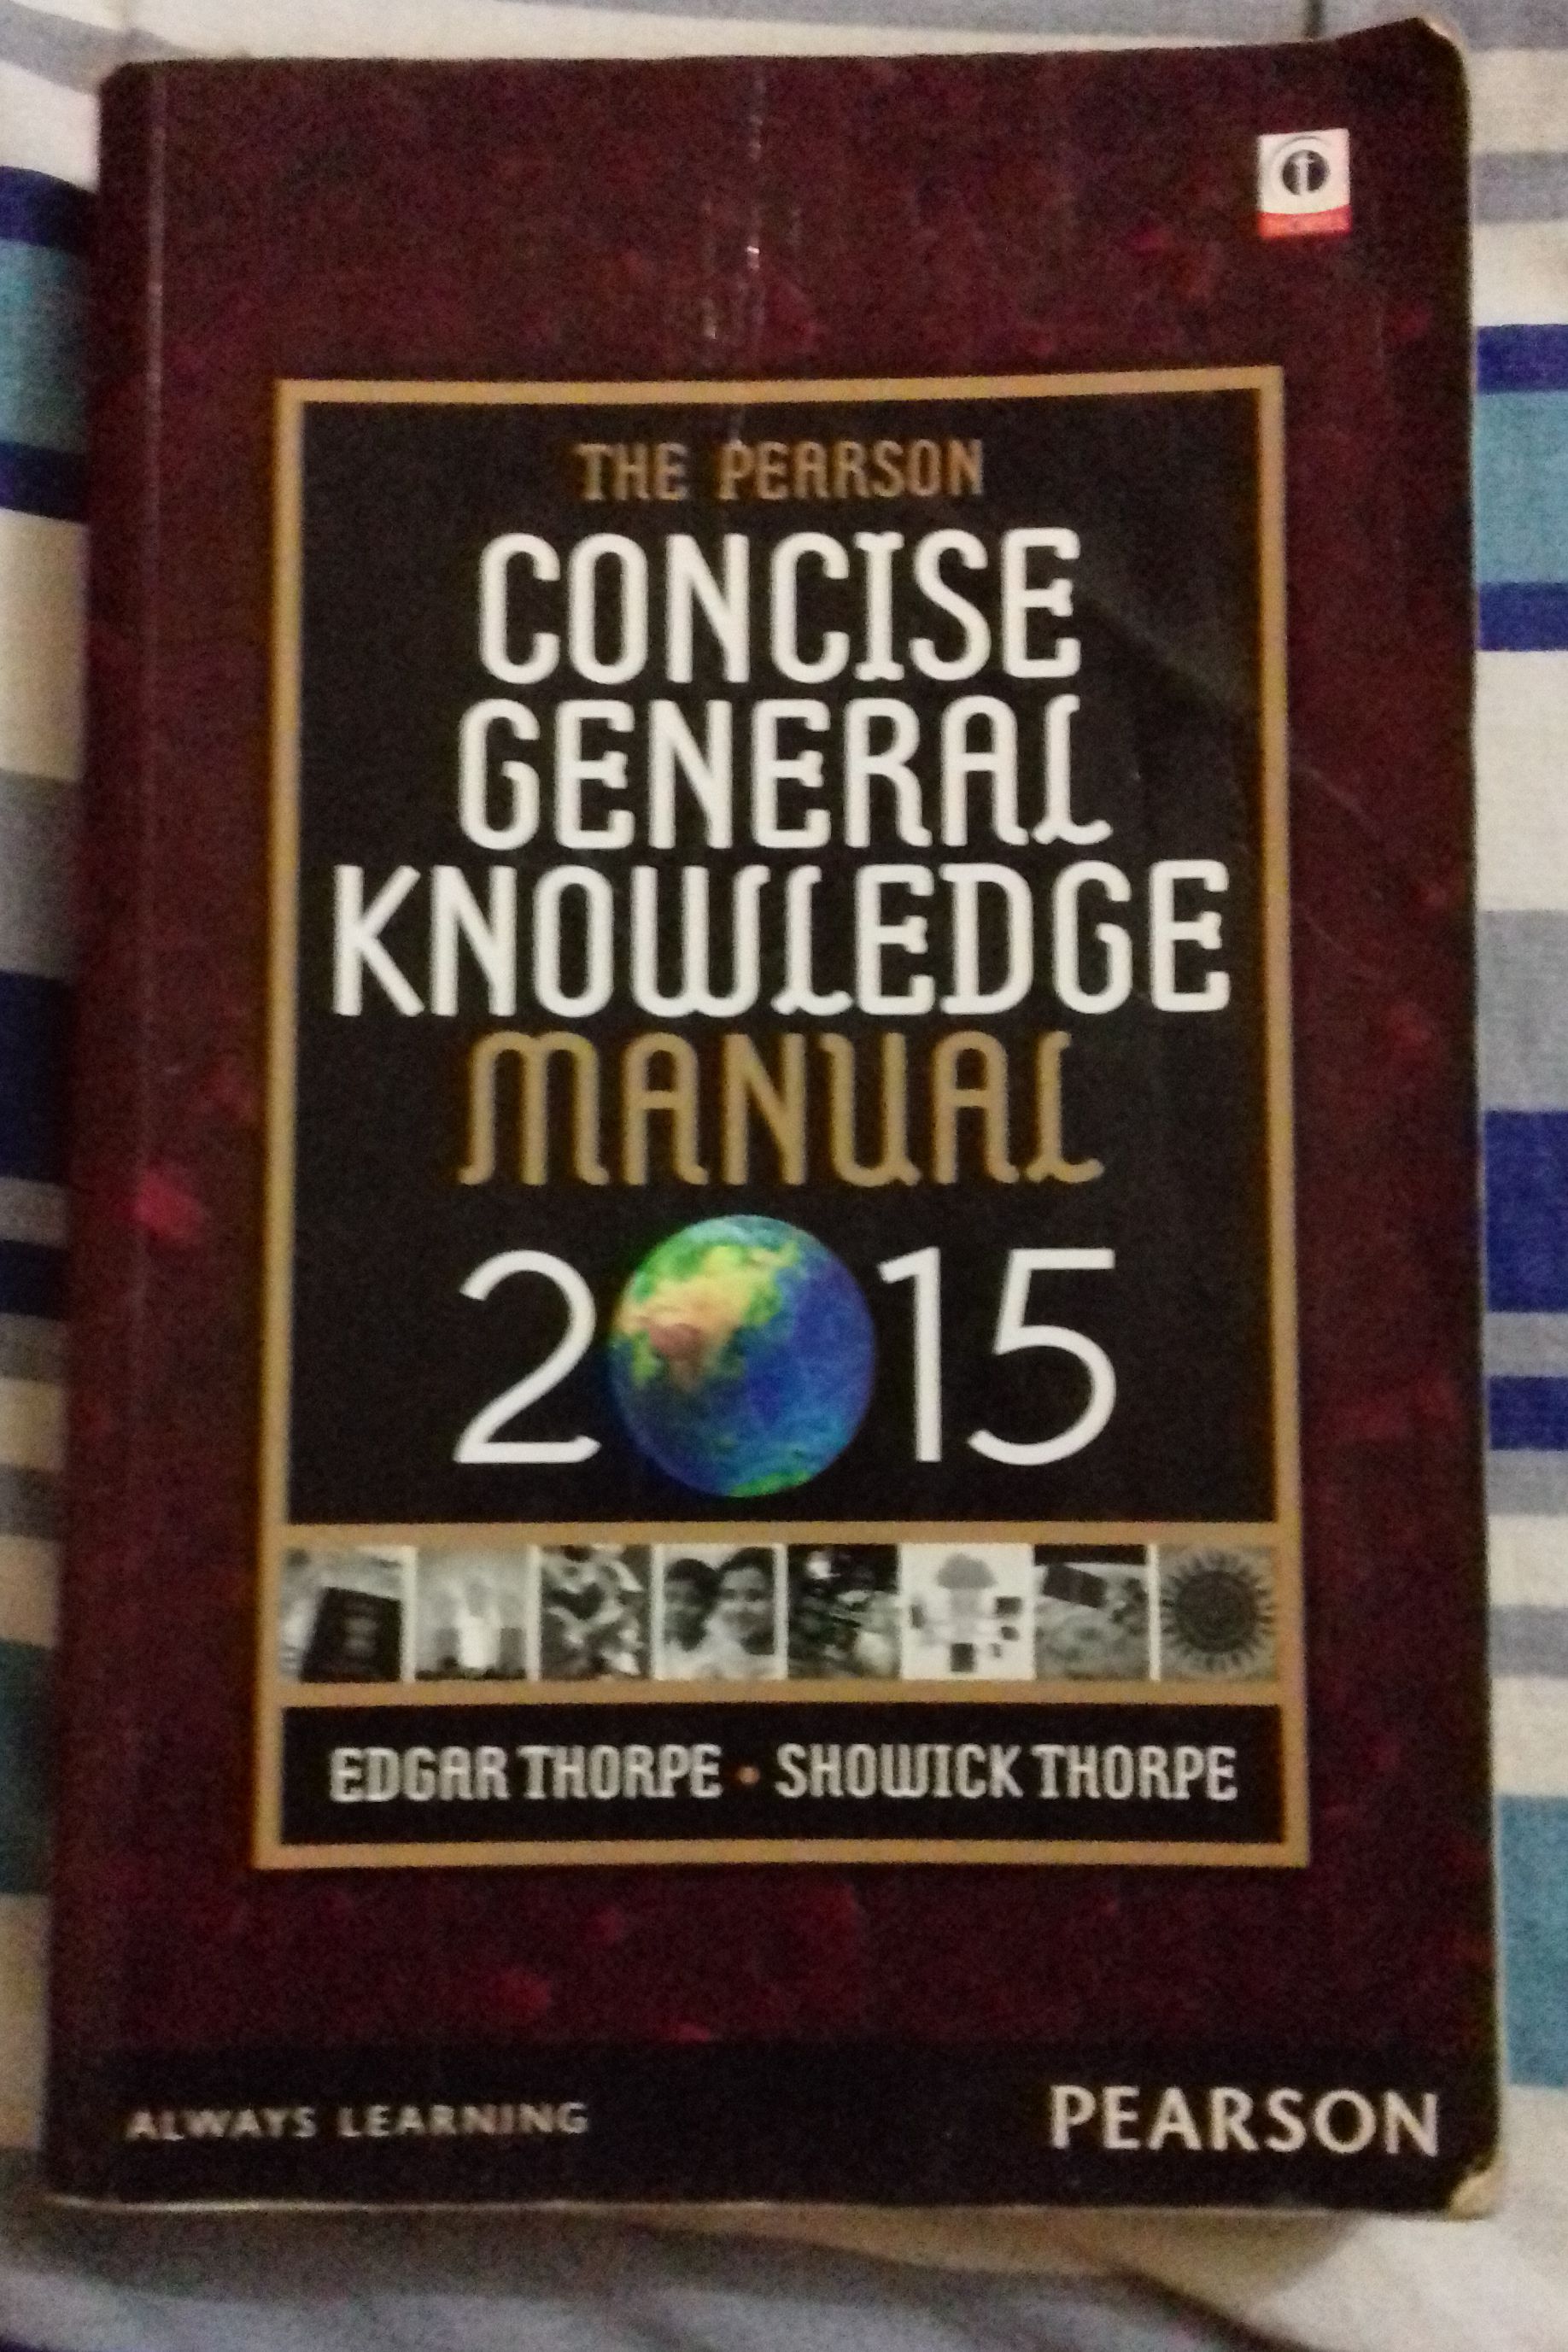 THE PEARSON
CONCISE
GENERAL
KNOWLEDGE
MANUAL
2015
EDGAR THORPE • SHOWICK THORPE
ALWAYS LEARNING
PEARSON